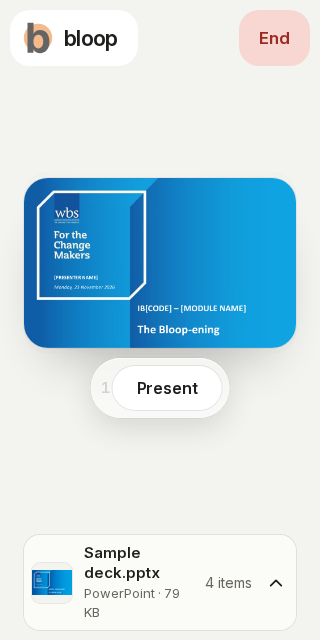 bloop
End
wbs
For the
Change
Makers
[PRESENTER NAME]
Monday, 23 November 2026
IB[CODE] – [MODULE NAME]
The Bloop-ening
1
Present
Sample
deck.pptx
PowerPoint · 79
KB
4 items